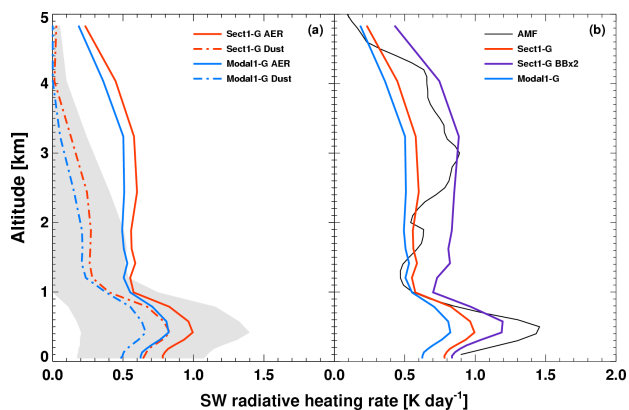 5
4
3
2
1
0
Altitude [km]
(a)
Sect1-G AER
Sect1-G Dust
Modal1-G AER
Modal1-G Dust
(b)
AMF
Sect1-G
Sect1-G BBx2
Modal1-G
0.0 0.5 1.0 1.5 0.0 0.5 1.0 1.5 2.0
SW radiative heating rate [K day⁻¹]